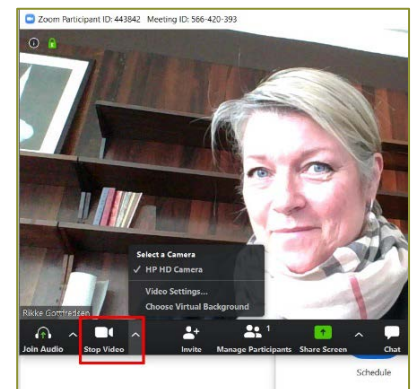 Zoom Participant ID: 443842 Meeting ID: 566-420-393
Select a Camera
✓ HP HD Camera
Video Settings...
Choose Virtual Background
Rikke
1
Join Audio Stop Video Invite Manage Participants Share Screen Chat
Schedule